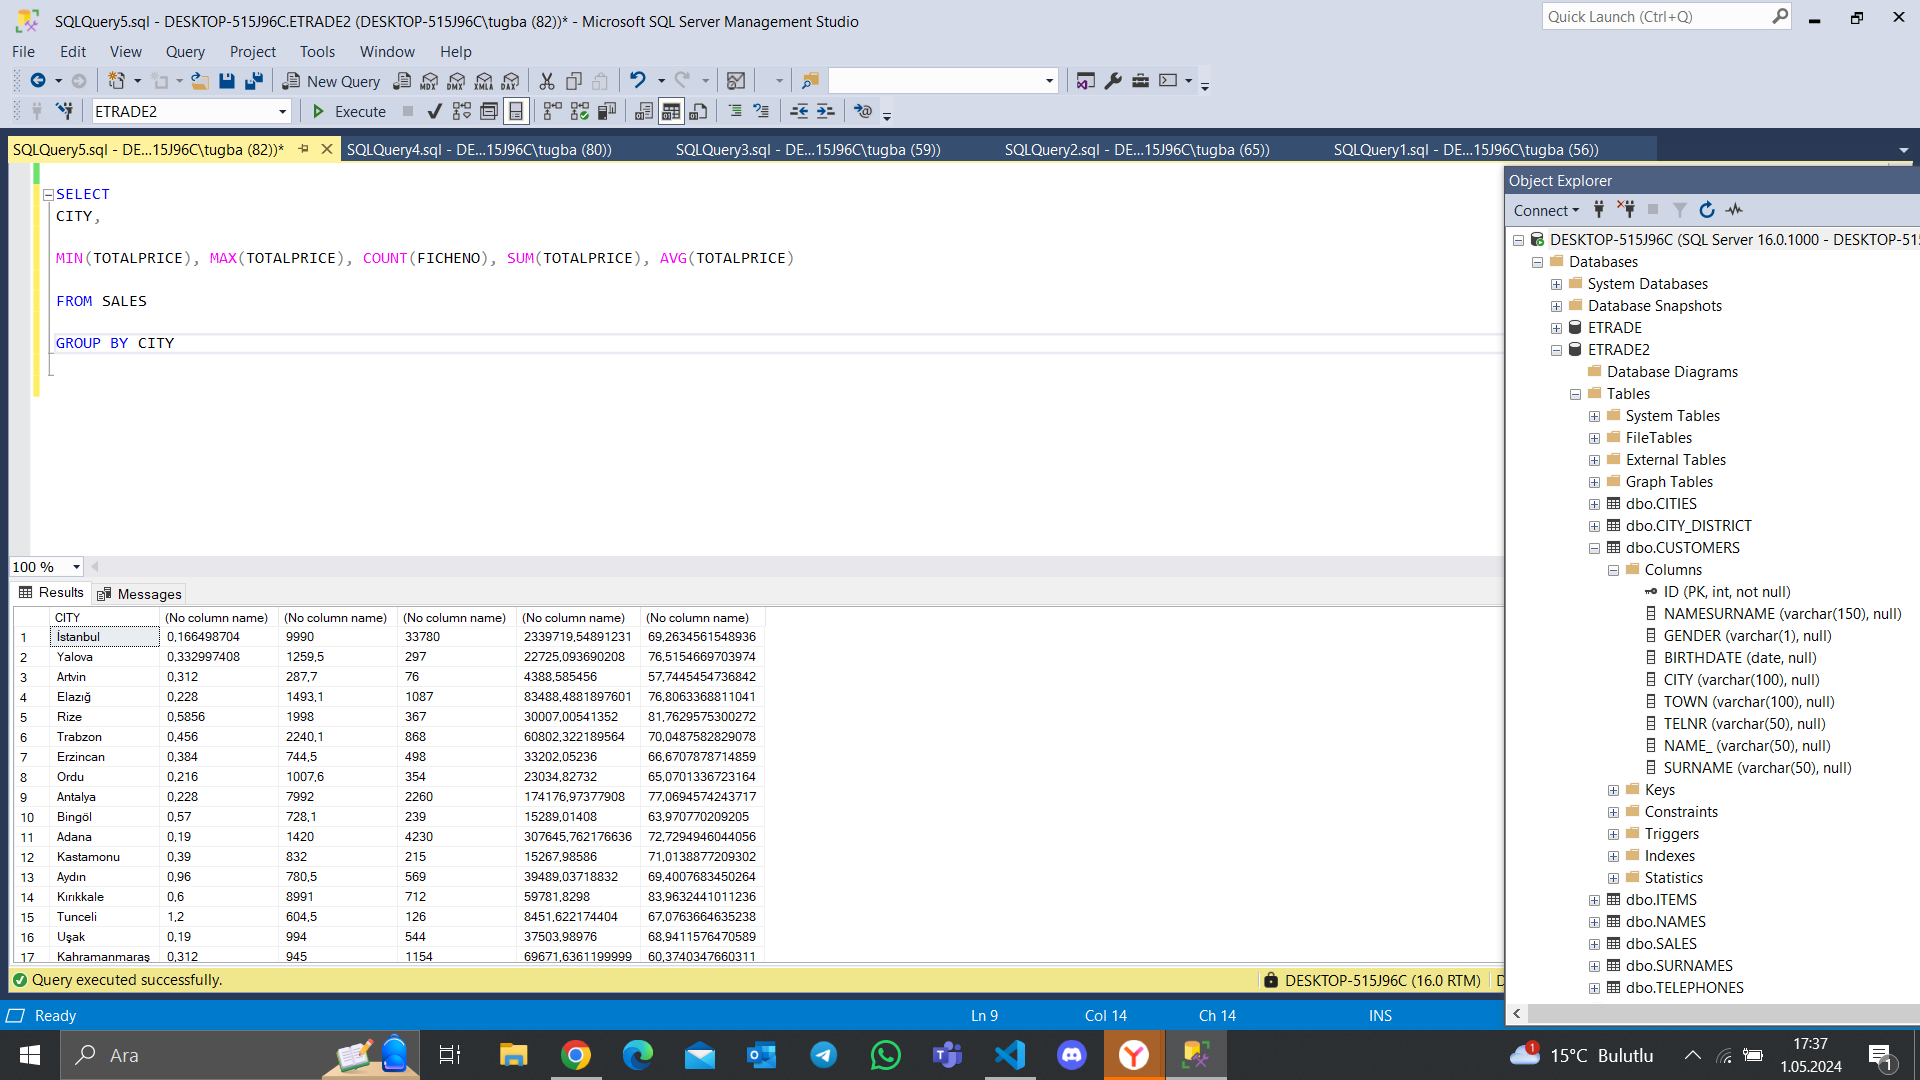 SQLQuery5.sql - DESKTOP-515J96C.ETRADE2 (DESKTOP-515J96C\tugba (82))* - Microsoft SQL Server Management Studio
Quick Launch (Ctrl+Q)
File Edit View Query Project Tools Window Help
New Query MDX DMX XMLA DAX
ETRADE2 Execute
SQLQuery5.sql - DE...15J96C\tugba (82))* SQLQuery4.sql - DE...15J96C\tugba (80)) SQLQuery3.sql - DE...15J96C\tugba (59)) SQLQuery2.sql - DE...15J96C\tugba (65)) SQLQuery1.sql - DE...15J96C\tugba (56))
SELECT
CITY,
MIN(TOTALPRICE), MAX(TOTALPRICE), COUNT(FICHENO), SUM(TOTALPRICE), AVG(TOTALPRICE)
FROM SALES
GROUP BY CITY
100 %
Results Messages
CITY (No column name) (No column name) (No column name) (No column name) (No column name)
1 İstanbul 0,166498704 9990 33780 2339719,54891231 69,2634561548936
2 Yalova 0,332997408 1259,5 297 22725,093690208 76,5154669703974
3 Artvin 0,312 287,7 76 4388,585456 57,7445454736842
4 Elazığ 0,228 1493,1 1087 83488,4881897601 76,8063368811041
5 Rize 0,5856 1998 367 30007,00541352 81,7629575300272
6 Trabzon 0,456 2240,1 868 60802,322189564 70,0487582829078
7 Erzincan 0,384 744,5 498 33202,05236 66,6707878714859
8 Ordu 0,216 1007,6 354 23034,82732 65,0701336723164
9 Antalya 0,228 7992 2260 174176,97377908 77,0694574243717
10 Bingöl 0,57 728,1 239 15289,01408 63,970770209205
11 Adana 0,19 1420 4230 307645,762176636 72,7294946044056
12 Kastamonu 0,39 832 215 15267,98586 71,0138877209302
13 Aydın 0,96 780,5 569 39489,03718832 69,4007683450264
14 Kırıkkale 0,6 8991 712 59781,8298 83,9632441011236
15 Tunceli 1,2 604,5 126 8451,622174404 67,0763664635238
16 Uşak 0,19 994 544 37503,98976 68,9411576470589
17 Kahramanmaraş 0,312 945 1154 69671,6361199999 60,3740347660311
Query executed successfully. DESKTOP-515J96C (16.0 RTM) D
Ready Ln 9 Col 14 Ch 14 INS
Object Explorer
Connect
DESKTOP-515J96C (SQL Server 16.0.1000 - DESKTOP-515
Databases
System Databases
Database Snapshots
ETRADE
ETRADE2
Database Diagrams
Tables
System Tables
FileTables
External Tables
Graph Tables
dbo.CITIES
dbo.CITY_DISTRICT
dbo.CUSTOMERS
Columns
ID (PK, int, not null)
NAMESURNAME (varchar(150), null)
GENDER (varchar(1), null)
BIRTHDATE (date, null)
CITY (varchar(100), null)
TOWN (varchar(100), null)
TELNR (varchar(50), null)
NAME_ (varchar(50), null)
SURNAME (varchar(50), null)
Keys
Constraints
Triggers
Indexes
Statistics
dbo.ITEMS
dbo.NAMES
dbo.SALES
dbo.SURNAMES
dbo.TELEPHONES
Ara
1 15°C Bulutlu
17:37
1.05.2024
1